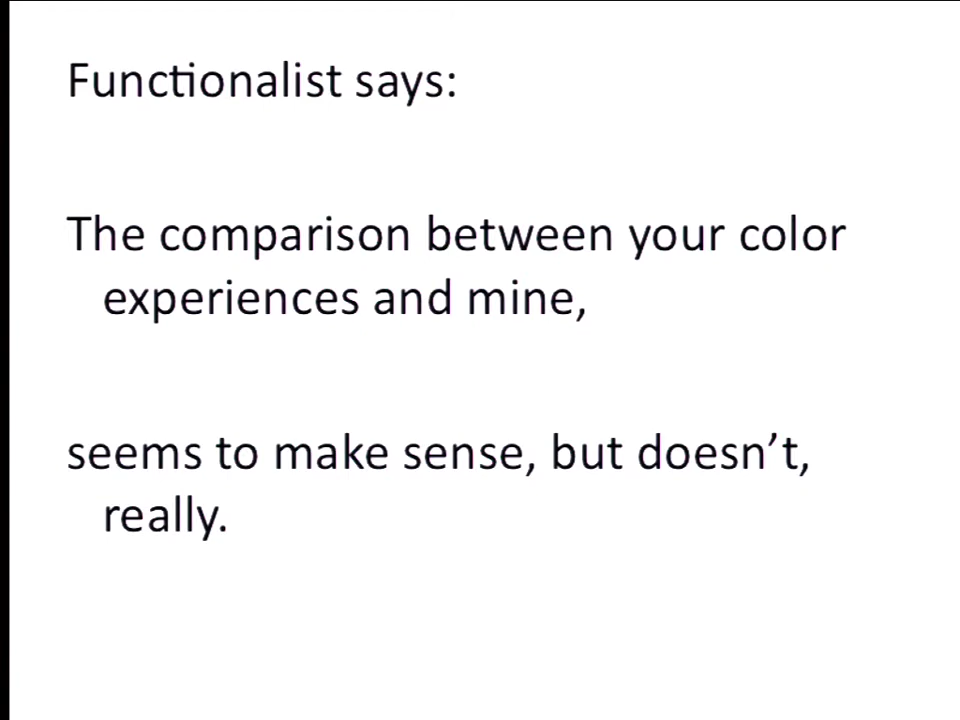 Functionalist says:
The comparison between your color
experiences and mine,
seems to make sense, but doesn’t,
really.